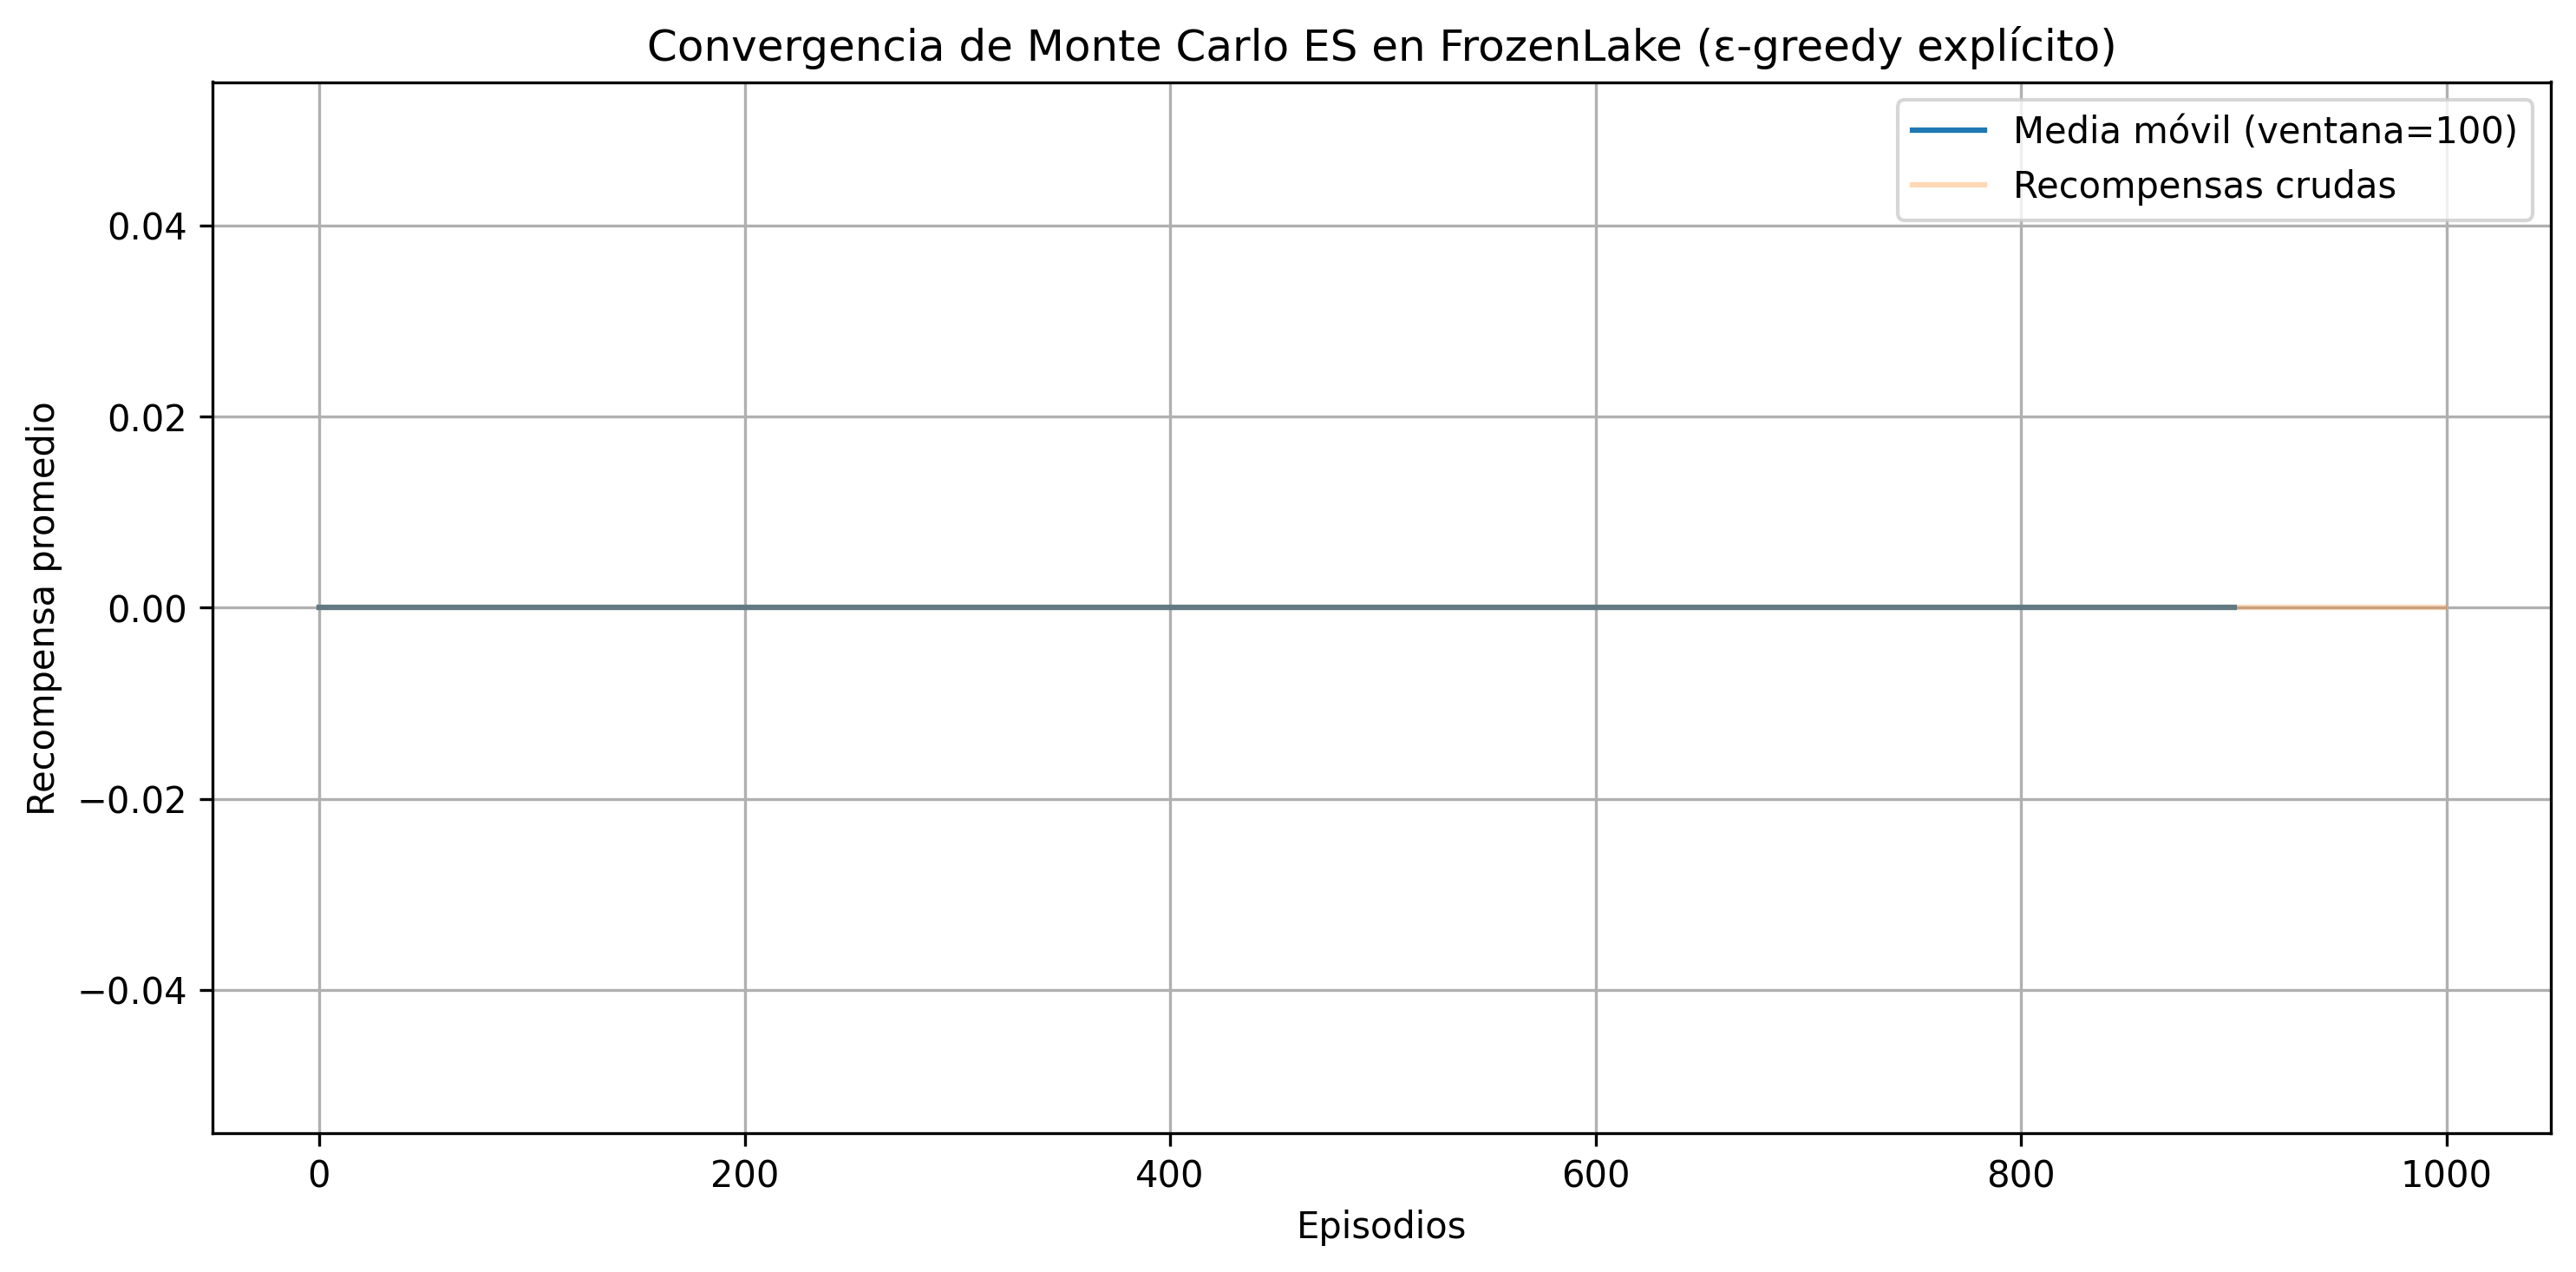 Convergencia de Monte Carlo ES en FrozenLake (ε-greedy explícito)
Media móvil (ventana=100)
Recompensas crudas
Recompensa promedio
0.04
0.02
0.00
−0.02
−0.04
0
200
400
600
800
1000
Episodios